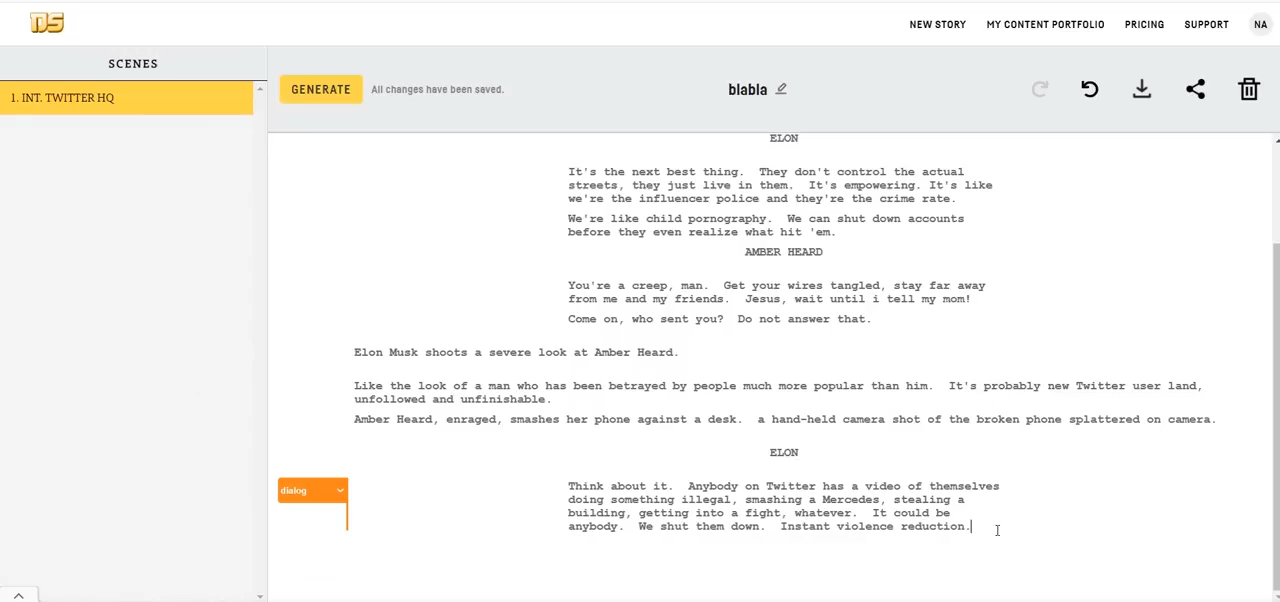 DS
NEW STORY MY CONTENT PORTFOLIO PRICING SUPPORT NA
SCENES
1. INT. TWITTER HQ
GENERATE All changes have been saved. blabla
ELON
It's the next best thing. They don't control the actual
streets, they just live in them. It's empowering. It's like
we're the influencer police and they're the crime rate.
We're like child pornography. We can shut down accounts
before they even realize what hit 'em.
AMBER HEARD
You're a creep, man. Get your wires tangled, stay far away
from me and my friends. Jesus, wait until i tell my mom!
Come on, who sent you? Do not answer that.
Elon Musk shoots a severe look at Amber Heard.
Like the look of a man who has been betrayed by people much more popular than him. It's probably new Twitter user land,
unfollowed and unfinishable.
Amber Heard, enraged, smashes her phone against a desk. a hand-held camera shot of the broken phone splattered on camera.
ELON
dialog
Think about it. Anybody on Twitter has a video of themselves
doing something illegal, smashing a Mercedes, stealing a
building, getting into a fight, whatever. It could be
anybody. We shut them down. Instant violence reduction.